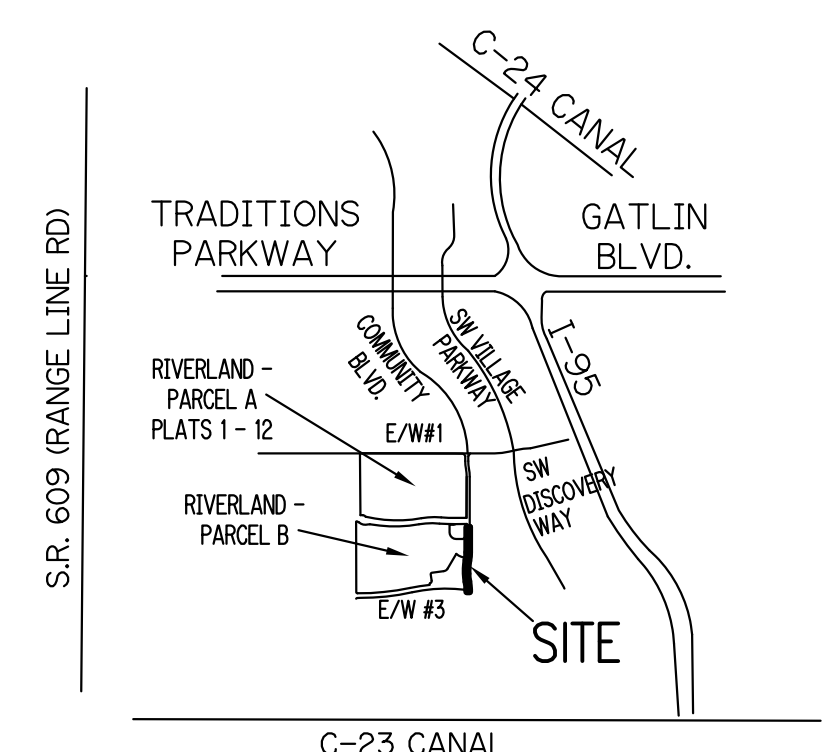 C-24 CANAL
TRADITIONS
PARKWAY
GATLIN
BLVD.
S.R. 609 (RANGE LINE RD)
COMMUNITY
BLVD.
SW VILLAGE
PARKWAY
I-95
RIVERLAND -
PARCEL A
PLATS 1 - 12
E/W#1
SW
DISCOVERY
WAY
RIVERLAND -
PARCEL B
E/W #3
SITE
C-23 CANAL